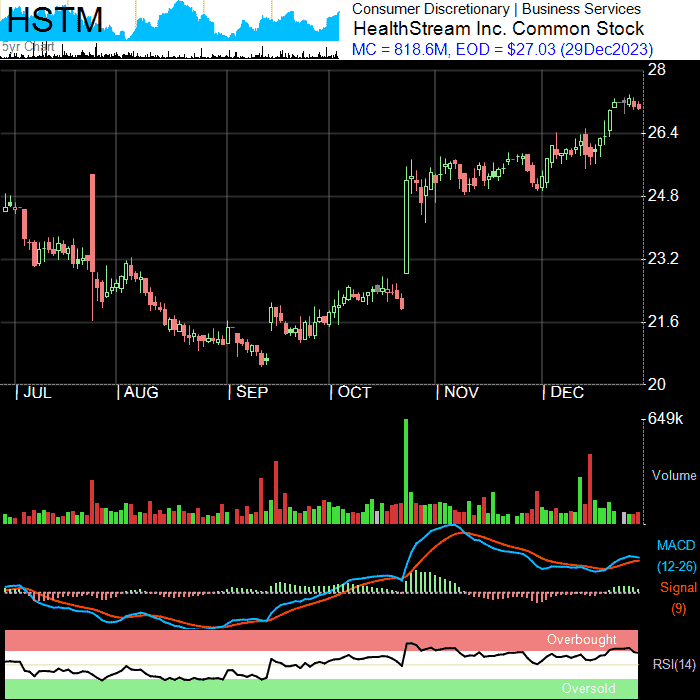 HSTM
5yr Chart
Consumer Discretionary | Business Services
HealthStream Inc. Common Stock
MC = 818.6M, EOD = $27.03 (29Dec2023)
28
26.4
24.8
23.2
21.6
20
JUL
AUG
SEP
OCT
NOV
DEC
649k
Volume
MACD
(12-26)
Signal
(9)
Overbought
RSI(14)
Oversold